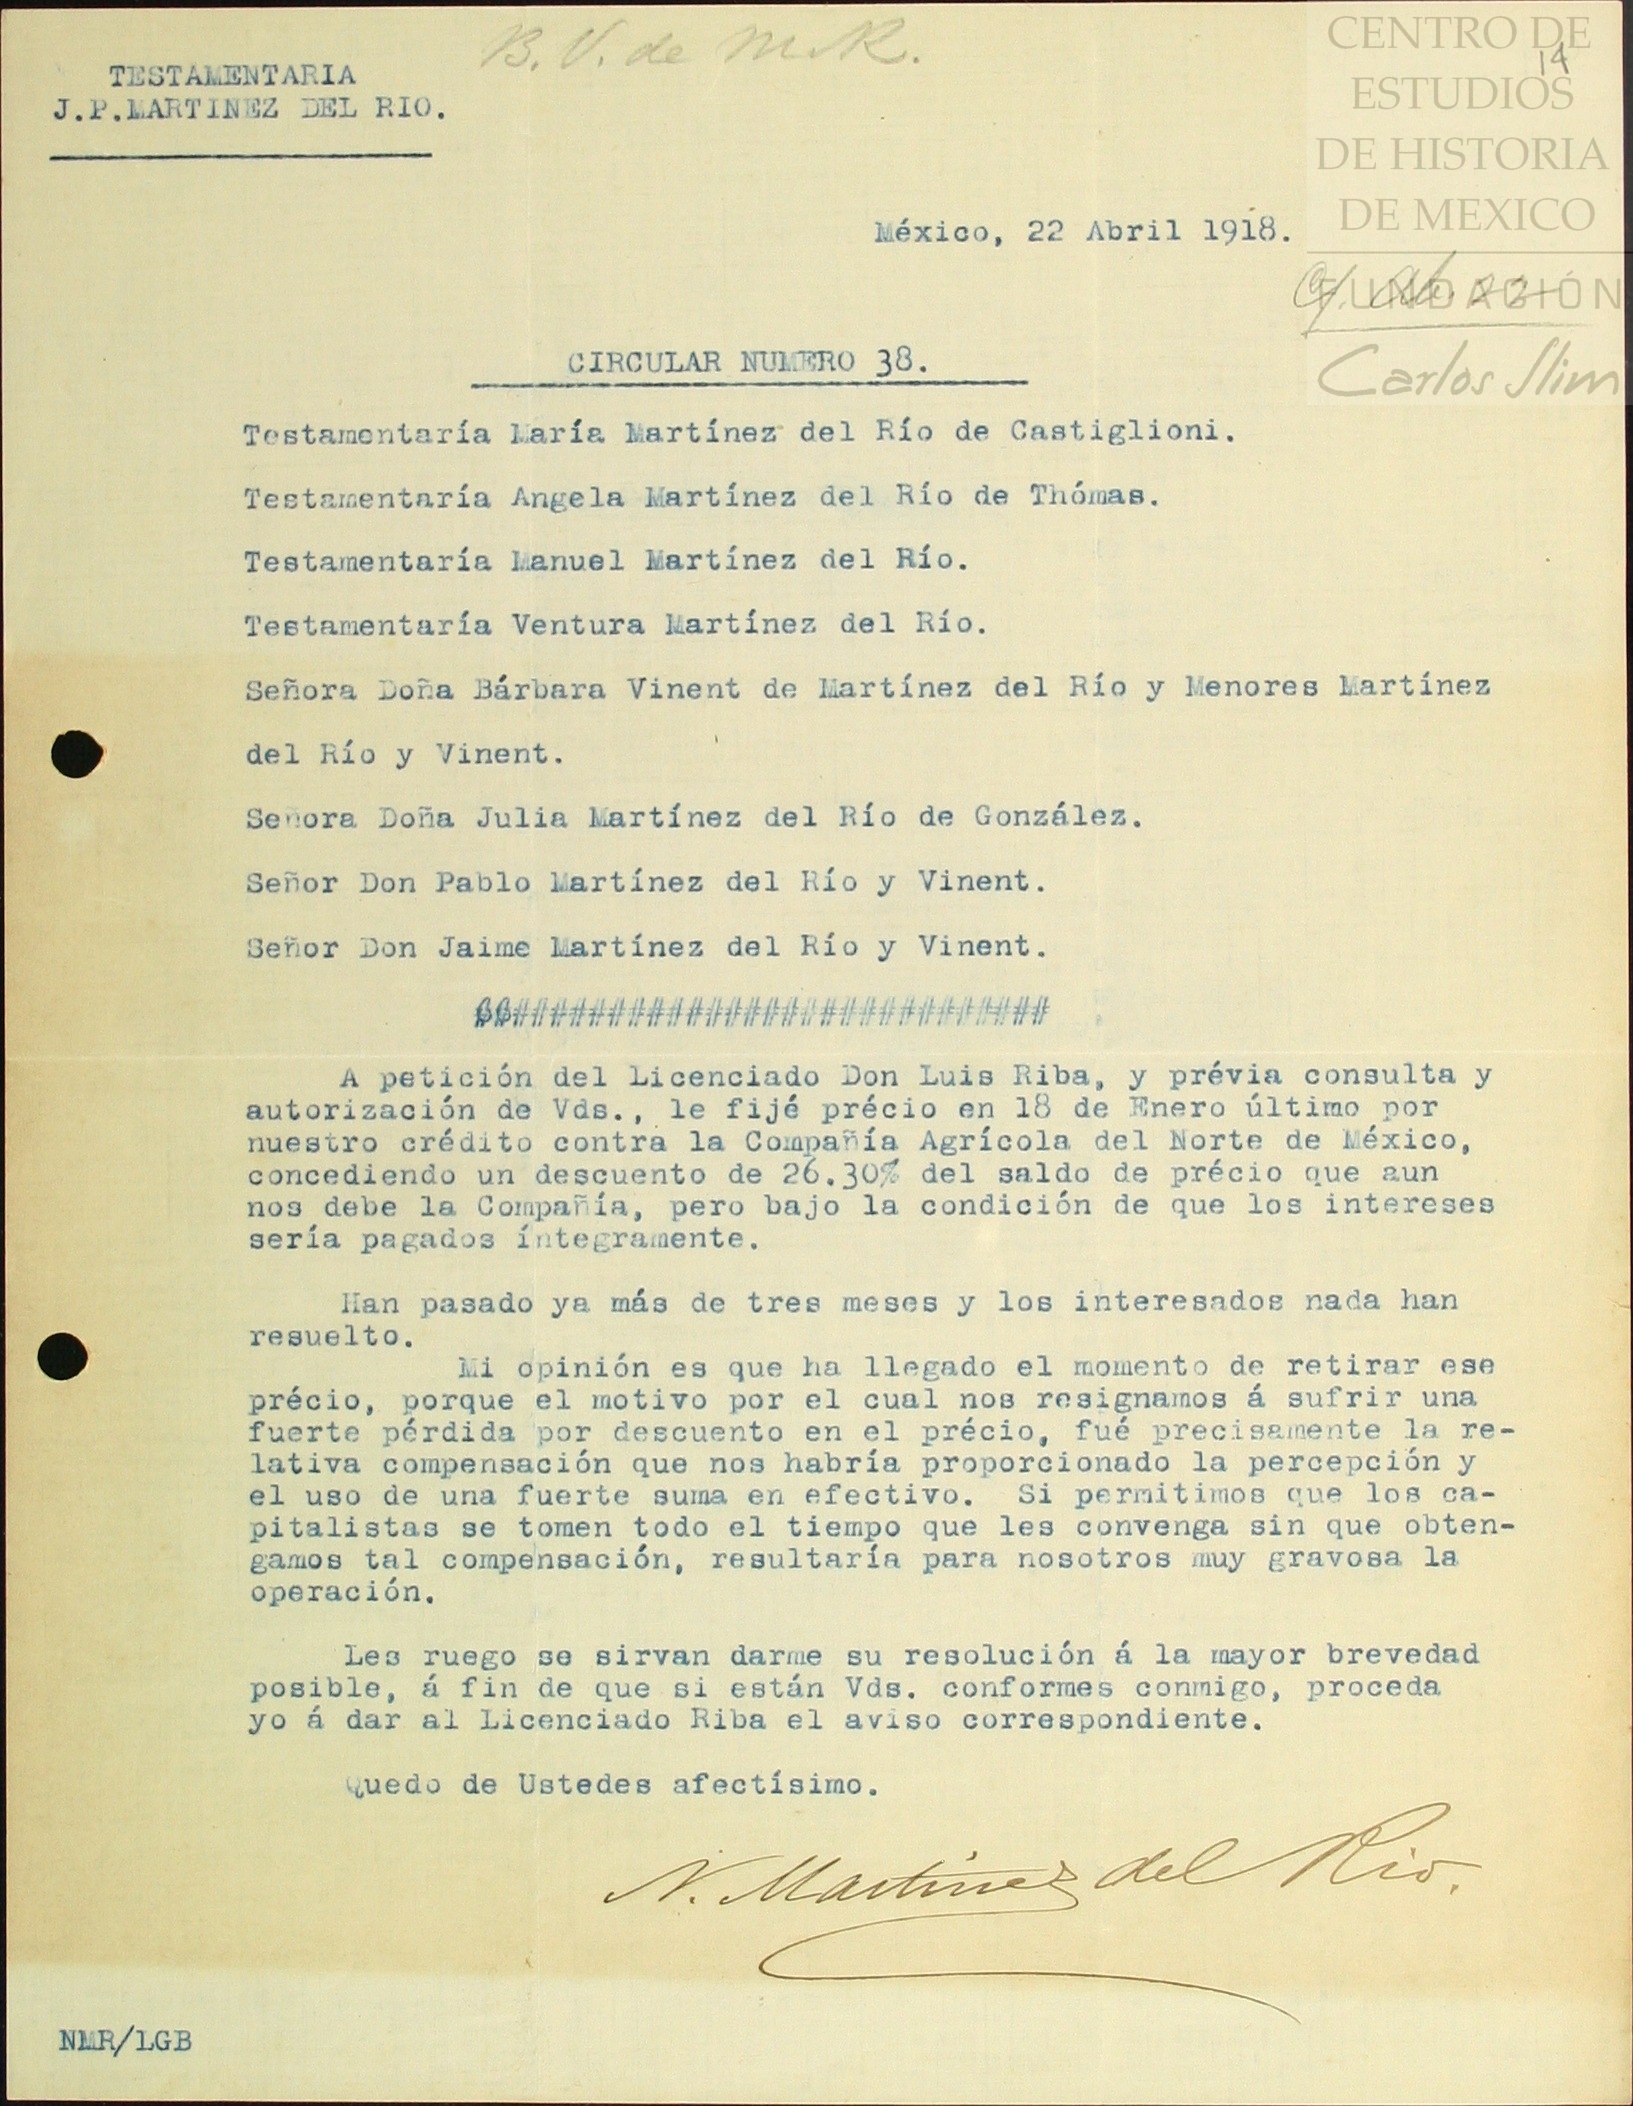 B. V. de M. R.
CENTRO DE
ESTUDIOS
DE HISTORIA
DE MEXICO
FUNDACIÓN
Carlos Slim
14
TESTAMENTARIA
J.P.MARTINEZ DEL RIO.
México, 22 Abril 1918.
CIRCULAR NUMERO 38.
Testamentaría María Martínez del Río de Castiglioni.
Testamentaría Angela Martínez del Río de Thómas.
Testamentaría Manuel Martínez del Río.
Testamentaría Ventura Martínez del Río.
Señora Doña Bárbara Vinent de Martínez del Río y Menores Martínez
del Río y Vinent.
Señora Doña Julia Martínez del Río de González.
Señor Don Pablo Martínez del Río y Vinent.
Señor Don Jaime Martínez del Río y Vinent.
############################
A petición del Licenciado Don Luis Riba, y prévia consulta y
autorización de Vds., le fijé précio en 18 de Enero último por
nuestro crédito contra la Compañía Agrícola del Norte de México,
concediendo un descuento de 26.30% del saldo de précio que aun
nos debe la Compañía, pero bajo la condición de que los intereses
sería pagados íntegramente.
Han pasado ya más de tres meses y los interesados nada han
resuelto.
Mi opinión es que ha llegado el momento de retirar ese
précio, porque el motivo por el cual nos resignamos á sufrir una
fuerte pérdida por descuento en el précio, fué precisamente la re-
lativa compensación que nos habría proporcionado la percepción y
el uso de una fuerte suma en efectivo. Si permitimos que los ca-
pitalistas se tomen todo el tiempo que les convenga sin que obten-
gamos tal compensación, resultaría para nosotros muy gravosa la
operación.
Les ruego se sirvan darme su resolución á la mayor brevedad
posible, á fin de que si están Vds. conformes conmigo, proceda
yo á dar al Licenciado Riba el aviso correspondiente.
Quedo de Ustedes afectísimo.
N. Martínez del Rio.
NMR/LGB